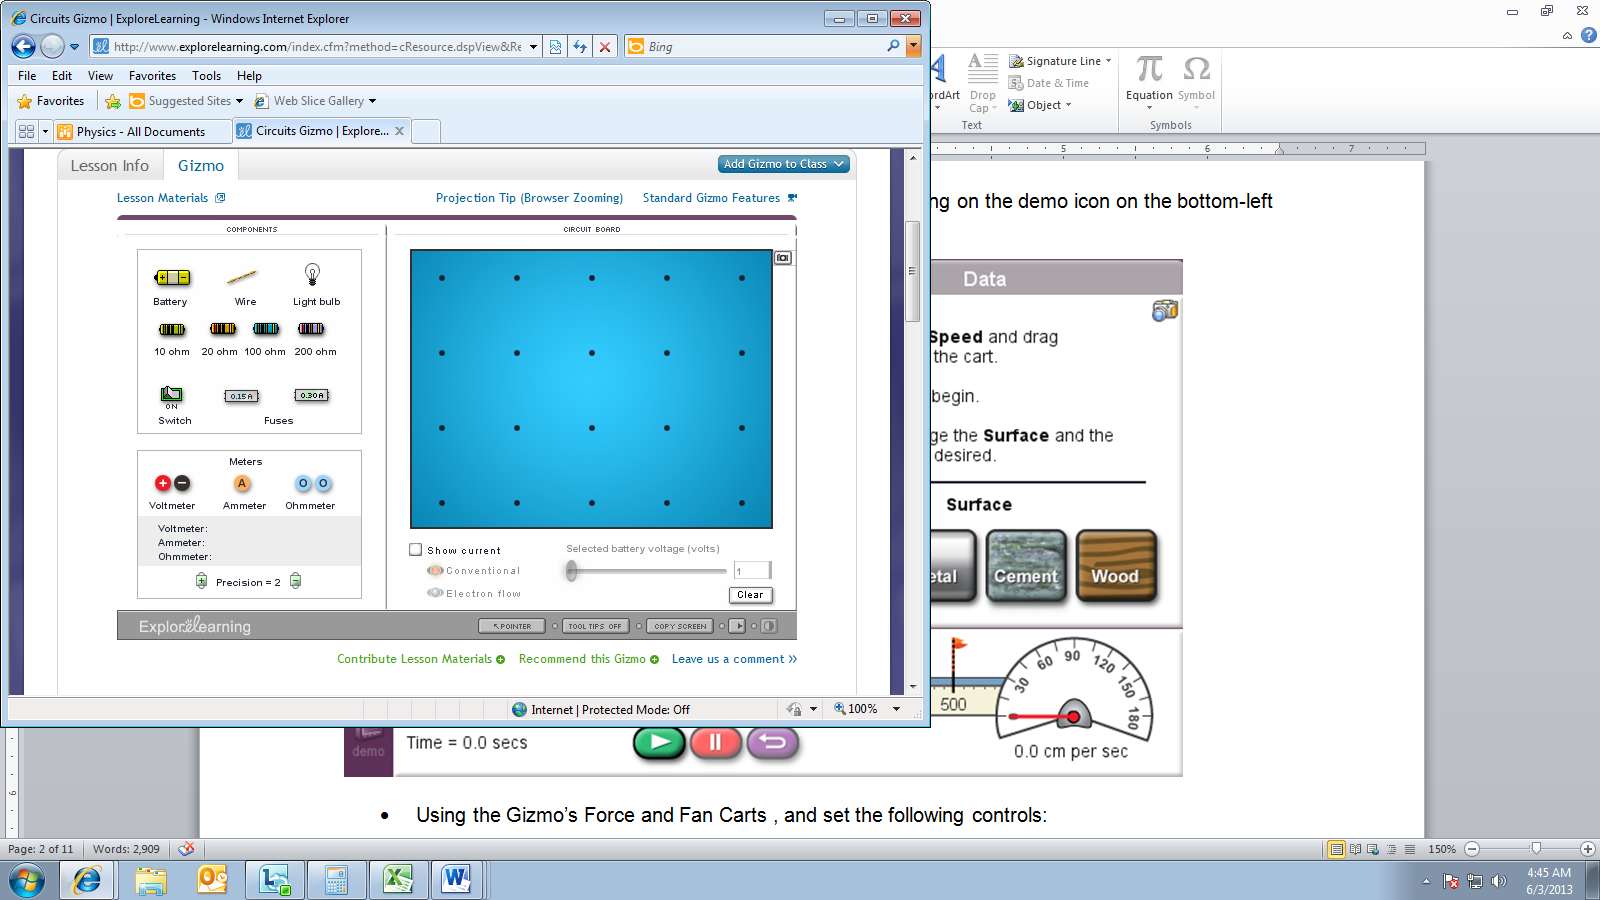 Circuits Gizmo | ExploreLearning - Windows Internet Explorer
http://www.explorelearning.com/index.cfm?method=cResource.dspView&Re
Bing
File Edit View Favorites Tools Help
Favorites Suggested Sites Web Slice Gallery
Physics - All Documents Circuits Gizmo | Explore...
Lesson Info Gizmo Add Gizmo to Class
Lesson Materials Projection Tip (Browser Zooming) Standard Gizmo Features
COMPONENTS CIRCUIT BOARD
Battery Wire Light bulb
10 ohm 20 ohm 100 ohm 200 ohm
ON 0.15 A 0.30 A
Switch Fuses
Meters
+ − A O O
Voltmeter Ammeter Ohmmeter
Voltmeter:
Ammeter:
Ohmmeter:
Precision = 2
Show current Selected battery voltage (volts)
Conventional 1
Electron flow Clear
ExploreLearning POINTER TOOL TIPS OFF COPY SCREEN
Contribute Lesson Materials Recommend this Gizmo Leave us a comment »
Internet | Protected Mode: Off 100%
ordArt Drop Cap Signature Line
Date & Time
Object
Text
Equation Symbol
Symbols
5 6 7
ng on the demo icon on the bottom-left
Data
Speed and drag
the cart.
begin.
ge the Surface and the
desired.
Surface
etal Cement Wood
500 30 60 90 120 150 180
0.0 cm per sec
demo Time = 0.0 secs
• Using the Gizmo’s Force and Fan Carts , and set the following controls:
9
Page: 2 of 11 Words: 2,909 150%
4:45 AM
6/3/2013